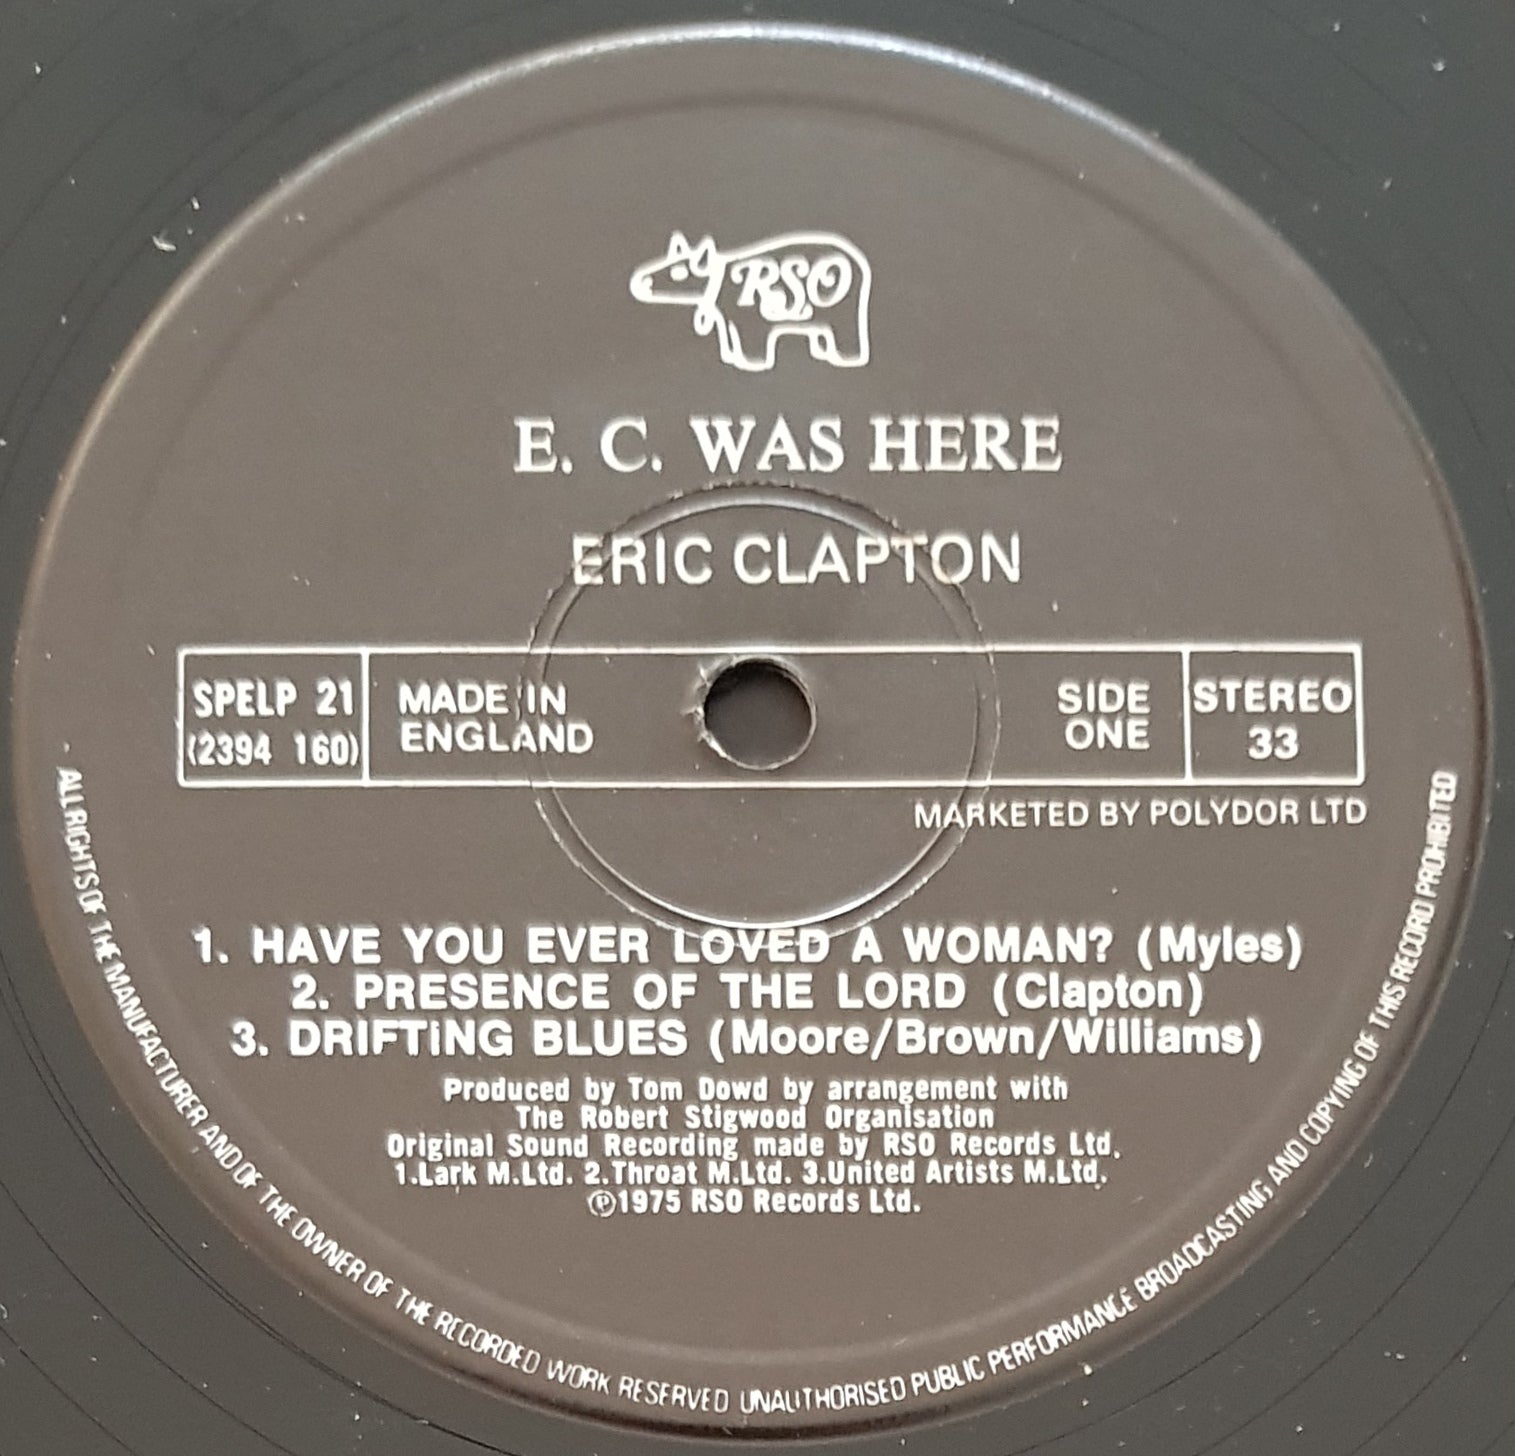 RSO
E. C. WAS HERE
ERIC CLAPTON
SPELP 21
(2394 160)
MADE IN
ENGLAND
SIDE
ONE
STEREO
33
MARKETED BY POLYDOR LTD
1. HAVE YOU EVER LOVED A WOMAN? (Myles)
2. PRESENCE OF THE LORD (Clapton)
3. DRIFTING BLUES (Moore/Brown/Williams)
Produced by Tom Dowd by arrangement with
The Robert Stigwood Organisation
Original Sound Recording made by RSO Records Ltd.
1.Lark M.Ltd. 2.Throat M.Ltd. 3.United Artists M.Ltd.
℗1975 RSO Records Ltd.
ALL RIGHTS OF THE MANUFACTURER AND OF THE OWNER OF THE RECORDED WORK RESERVED UNAUTHORISED PUBLIC PERFORMANCE BROADCASTING AND COPYING OF THIS RECORD PROHIBITED